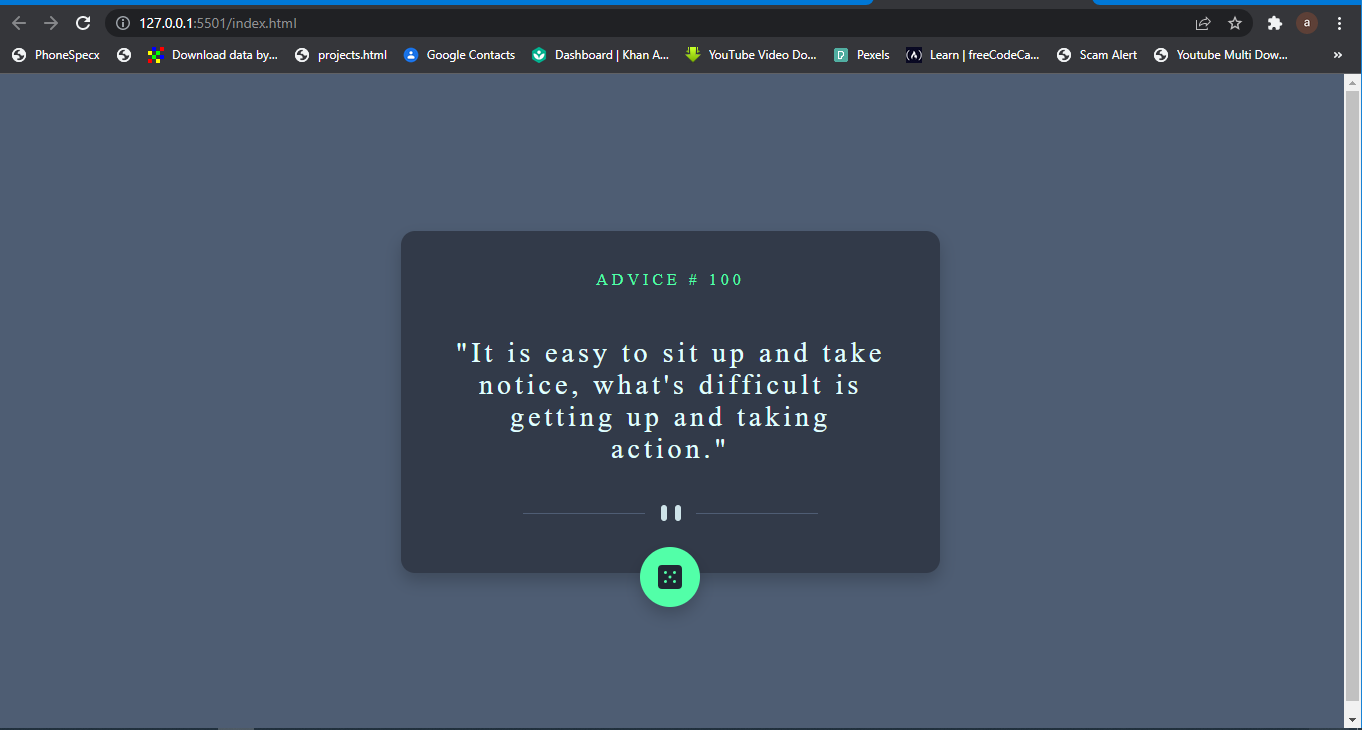 127.0.0.1:5501/index.html
a
PhoneSpecx Download data by... projects.html Google Contacts Dashboard | Khan A... YouTube Video Do... Pexels Learn | freeCodeCa... Scam Alert Youtube Multi Dow... »
ADVICE # 100
"It is easy to sit up and take
notice, what's difficult is
getting up and taking
action."